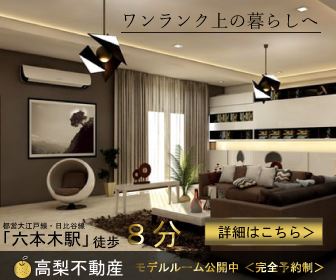 ワンランク上の暮らしへ
都営大江戸線・日比谷線
「六本木駅」徒歩 8 分
詳細はこちら＞
高梨不動産
モデルルーム公開中 ＜完全予約制＞